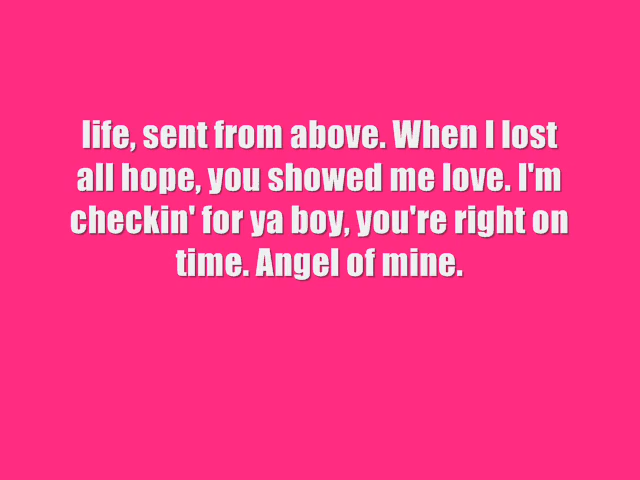 life, sent from above. When I lost
all hope, you showed me love. I'm
checkin' for ya boy, you're right on
time. Angel of mine.